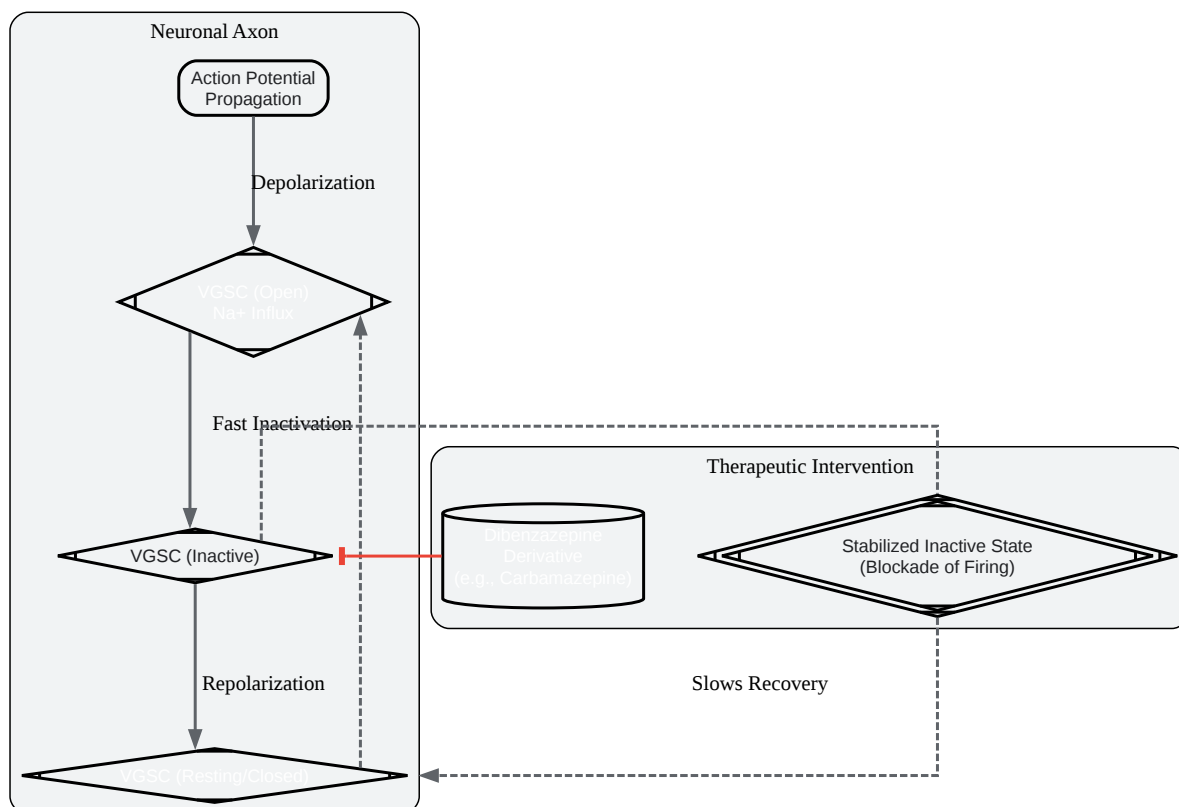 Neuronal Axon
Action Potential
Propagation
Depolarization
VGSC (Open)
Na+ Influx
Fast Inactivation
Therapeutic Intervention
Dibenzazepine
Derivative
(e.g., Carbamazepine)
Stabilized Inactive State
(Blockade of Firing)
VGSC (Inactive)
Repolarization
Slows Recovery
VGSC (Resting/Closed)